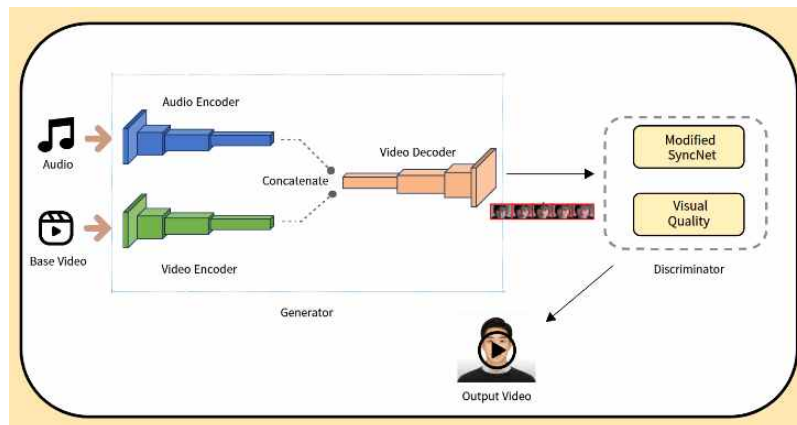 Audio Encoder
Audio
Concatenate
Video Decoder
Modified
SyncNet
Visual
Quality
Base Video
Video Encoder
Discriminator
Generator
Output Video